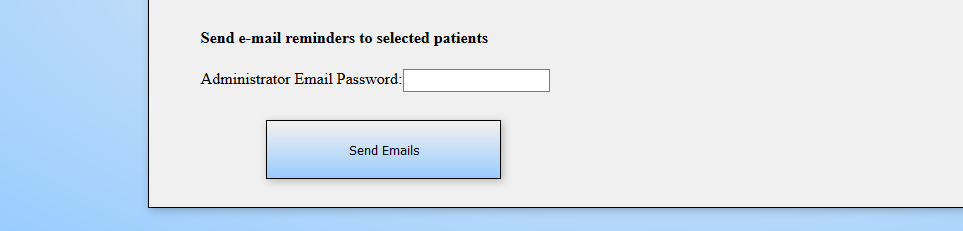 Send e-mail reminders to selected patients
Administrator Email Password:
Send Emails